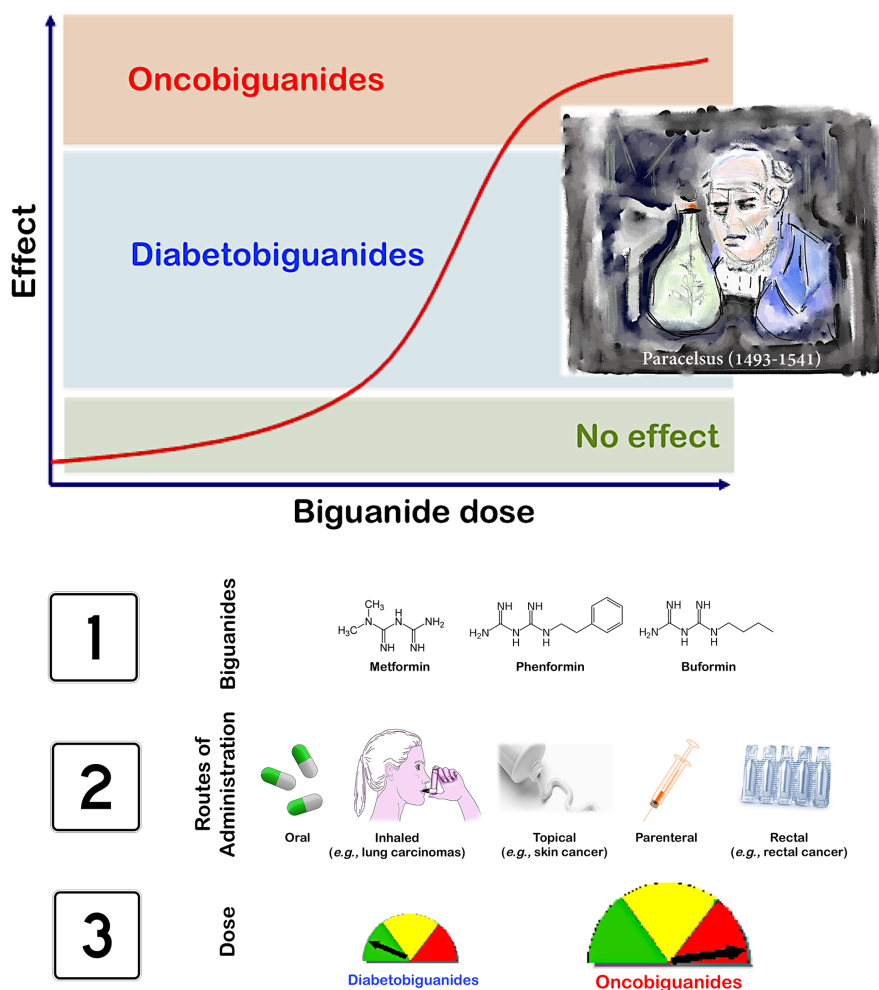 Oncobiguanides
Diabetobiguanides
No effect
Effect
Biguanide dose
Paracelsus (1493-1541)
1
Biguanides
CH₃
H₃C
N
H
N
NH₂
NH
NH
Metformin
NH
NH
H₂N
N
H
N
H
Phenformin
NH
NH
H₂N
N
H
N
H
Buformin
2
Routes of
Administration
Oral
Inhaled
(e.g., lung carcinomas)
Topical
(e.g., skin cancer)
Parenteral
Rectal
(e.g., rectal cancer)
3
Dose
Diabetobiguanides
Oncobiguanides